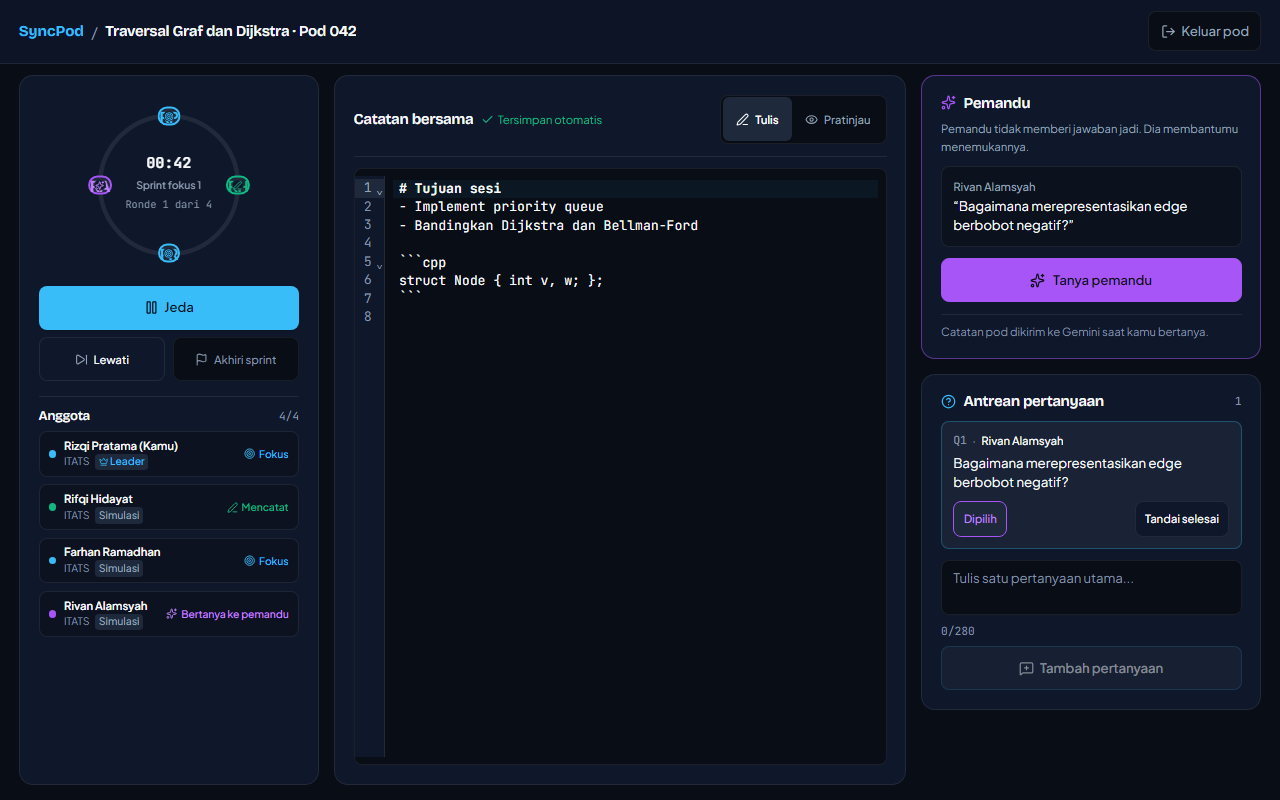 SyncPod / Traversal Graf dan Dijkstra · Pod 042
Keluar pod
00:42
Sprint fokus 1
Ronde 1 dari 4
Jeda
Lewati
Akhiri sprint
Anggota
4/4
Rizqi Pratama (Kamu)
ITATS Leader
Fokus
Rifqi Hidayat
ITATS Simulasi
Mencatat
Farhan Ramadhan
ITATS Simulasi
Fokus
Rivan Alamsyah
ITATS Simulasi
Bertanya ke pemandu
Catatan bersama
Tersimpan otomatis
Tulis
Pratinjau
1 # Tujuan sesi
2 - Implement priority queue
3 - Bandingkan Dijkstra dan Bellman-Ford
4
5 ```cpp
6 struct Node { int v, w; };
7 ```
8
Pemandu
Pemandu tidak memberi jawaban jadi. Dia membantumu
menemukannya.
Rivan Alamsyah
“Bagaimana merepresentasikan edge
berbobot negatif?”
Tanya pemandu
Catatan pod dikirim ke Gemini saat kamu bertanya.
Antrean pertanyaan
1
Q1 · Rivan Alamsyah
Bagaimana merepresentasikan edge
berbobot negatif?
Dipilih
Tandai selesai
Tulis satu pertanyaan utama...
0/280
Tambah pertanyaan